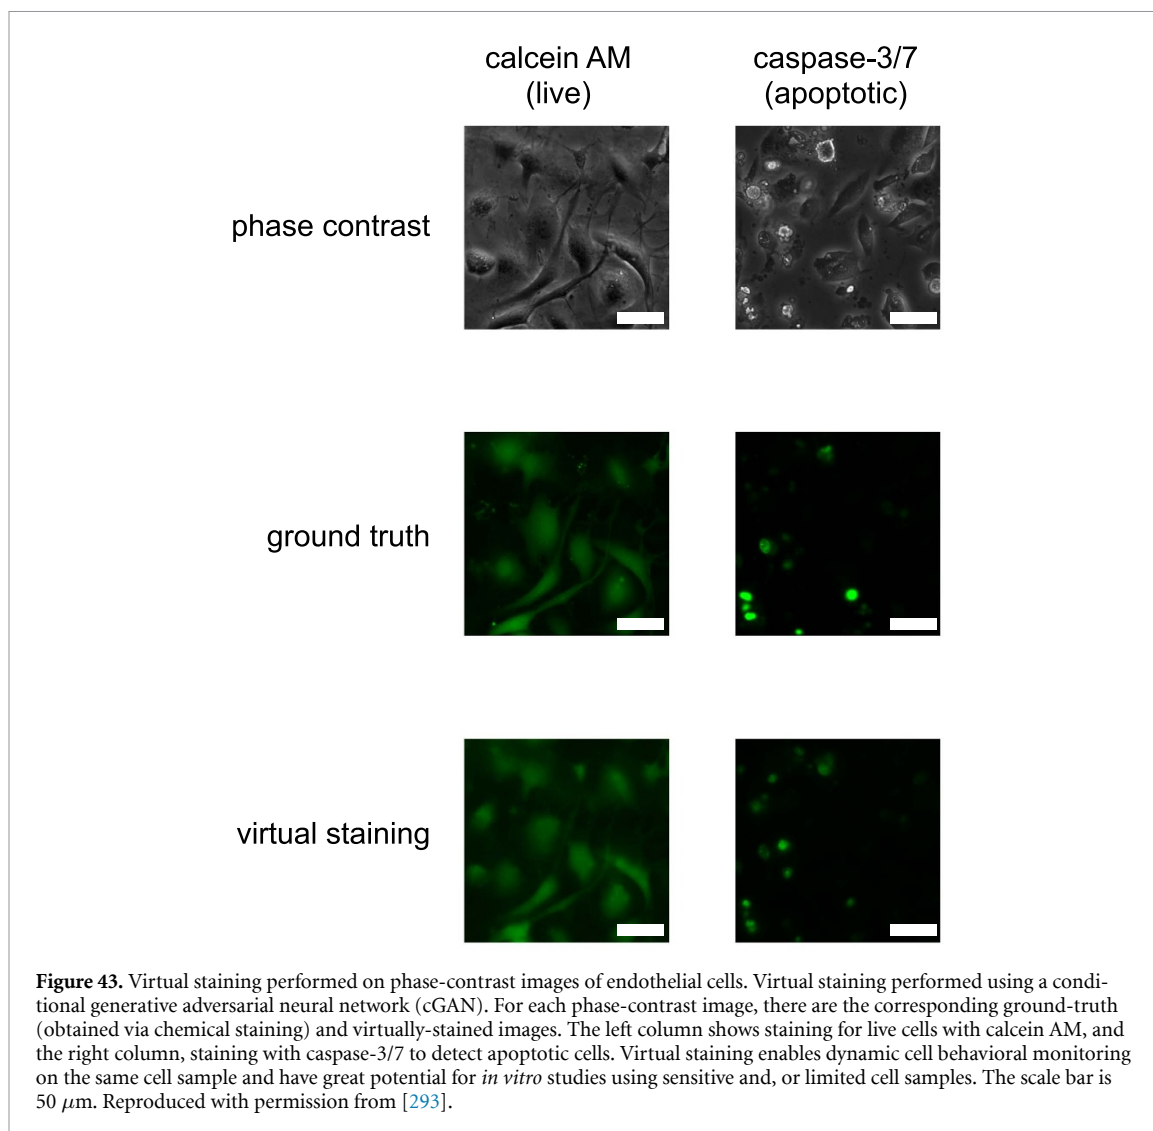 calcein AM
(live)
caspase-3/7
(apoptotic)
phase contrast
ground truth
virtual staining
Figure 43. Virtual staining performed on phase-contrast images of endothelial cells. Virtual staining performed using a condi-
tional generative adversarial neural network (cGAN). For each phase-contrast image, there are the corresponding ground-truth
(obtained via chemical staining) and virtually-stained images. The left column shows staining for live cells with calcein AM, and
the right column, staining with caspase-3/7 to detect apoptotic cells. Virtual staining enables dynamic cell behavioral monitoring
on the same cell sample and have great potential for in vitro studies using sensitive and, or limited cell samples. The scale bar is
50 μm. Reproduced with permission from [293].